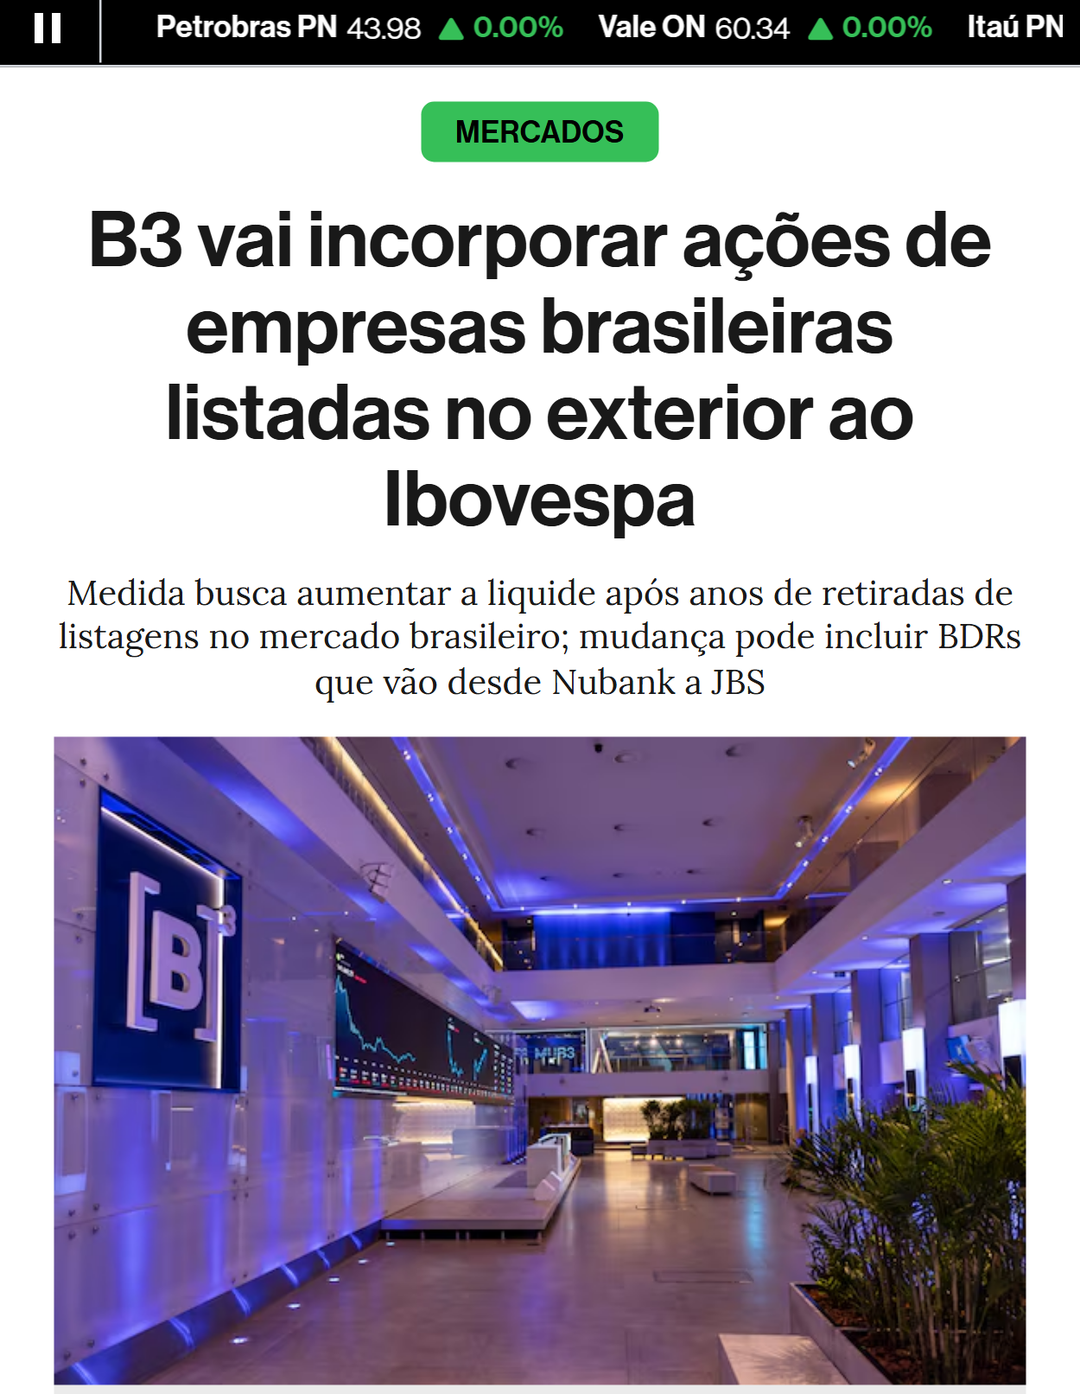 Petrobras PN 43.98 ▲ 0.00% Vale ON 60.34 ▲ 0.00% Itaú PN
MERCADOS
B3 vai incorporar ações de
empresas brasileiras
listadas no exterior ao
Ibovespa
Medida busca aumentar a liquide após anos de retiradas de
listagens no mercado brasileiro; mudança pode incluir BDRs
que vão desde Nubank a JBS
[B]³